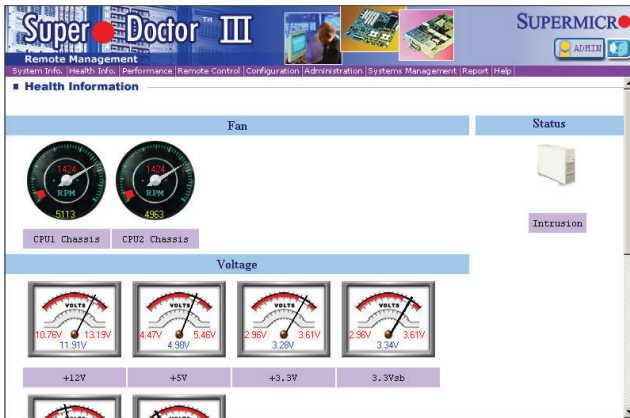 Super Doctor™ III
SUPERMICR
Remote Management
ADMIN
System Info. |Health Info. |Performance |Remote Control |Configuration |Administration |Systems Management |Report |Help|
Health Information
Fan
Status
1424
RPM
5113
1424
RPM
4963
CPU1 Chassis
CPU2 Chassis
Intrusion
Voltage
VOLTS
10.76V 13.19V
11.91V
VOLTS
4.47V 5.46V
4.98V
VOLTS
2.96V 3.61V
3.28V
VOLTS
2.96V 3.61V
3.34V
+12V
+5V
+3.3V
3.3Vsb